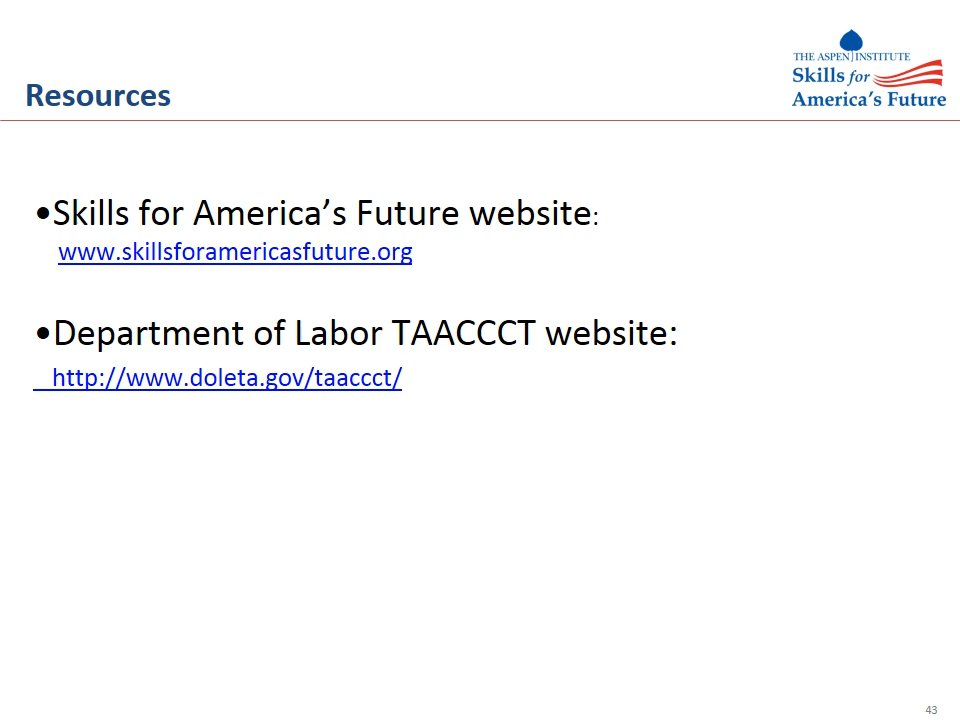 THE ASPEN INSTITUTE
Skills for
America's Future
Resources
•Skills for America’s Future website:
www.skillsforamericasfuture.org
•Department of Labor TAACCCT website:
http://www.doleta.gov/taaccct/
43